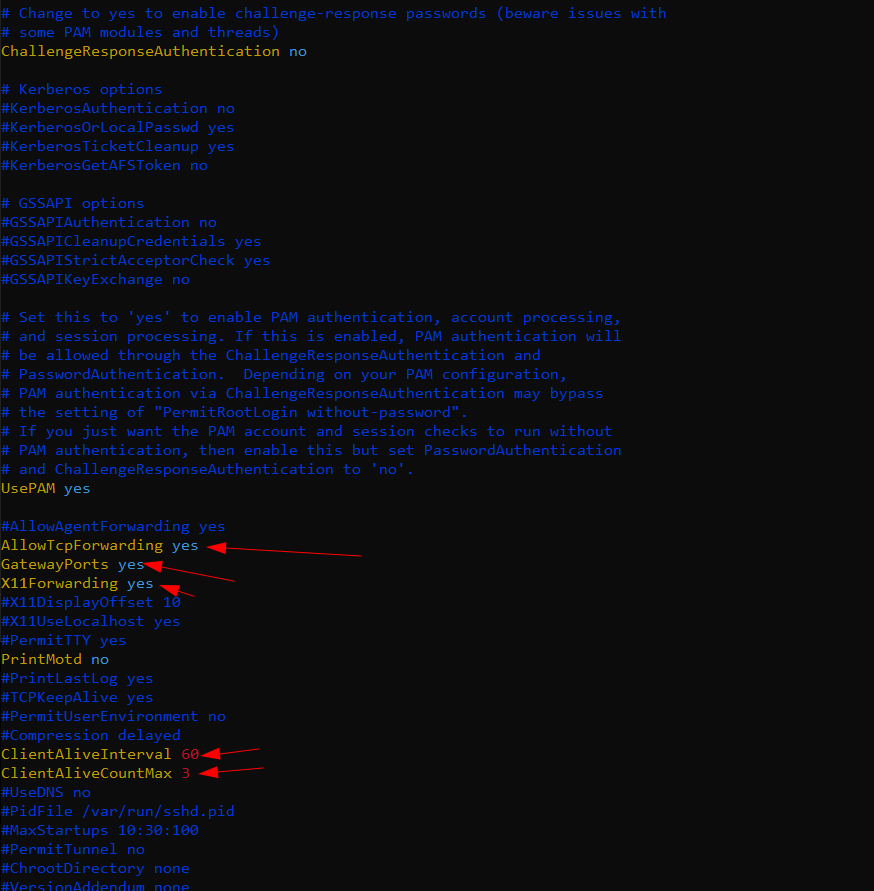 # Change to yes to enable challenge-response passwords (beware issues with
# some PAM modules and threads)
ChallengeResponseAuthentication no
# Kerberos options
#KerberosAuthentication no
#KerberosOrLocalPasswd yes
#KerberosTicketCleanup yes
#KerberosGetAFSToken no
# GSSAPI options
#GSSAPIAuthentication no
#GSSAPICleanupCredentials yes
#GSSAPIStrictAcceptorCheck yes
#GSSAPIKeyExchange no
# Set this to 'yes' to enable PAM authentication, account processing,
# and session processing. If this is enabled, PAM authentication will
# be allowed through the ChallengeResponseAuthentication and
# PasswordAuthentication.  Depending on your PAM configuration,
# PAM authentication via ChallengeResponseAuthentication may bypass
# the setting of "PermitRootLogin without-password".
# If you just want the PAM account and session checks to run without
# PAM authentication, then enable this but set PasswordAuthentication
# and ChallengeResponseAuthentication to 'no'.
UsePAM yes
#AllowAgentForwarding yes
AllowTcpForwarding yes
GatewayPorts yes
X11Forwarding yes
#X11DisplayOffset 10
#X11UseLocalhost yes
#PermitTTY yes
PrintMotd no
#PrintLastLog yes
#TCPKeepAlive yes
#PermitUserEnvironment no
#Compression delayed
ClientAliveInterval 60
ClientAliveCountMax 3
#UseDNS no
#PidFile /var/run/sshd.pid
#MaxStartups 10:30:100
#PermitTunnel no
#ChrootDirectory none
#VersionAddendum none